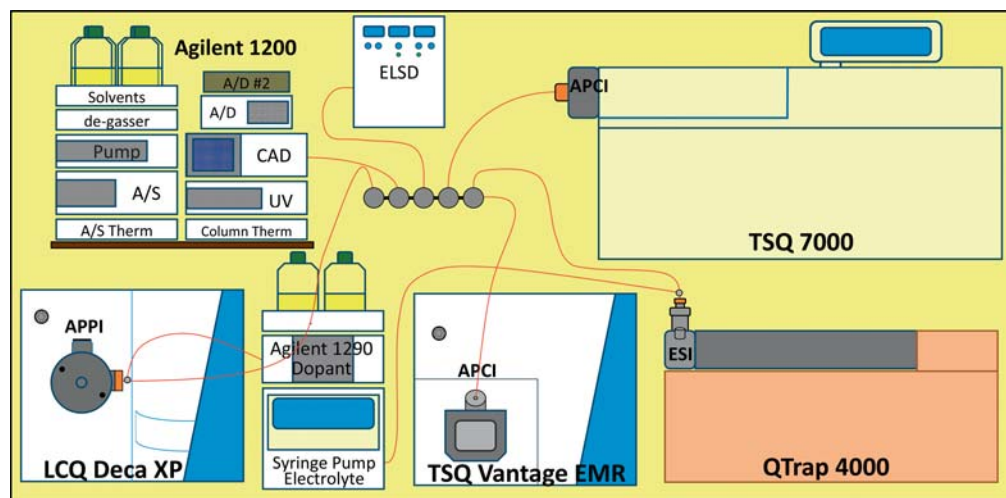 Agilent 1200
Solvents
de-gasser
Pump
A/S
A/S Therm
A/D #2
A/D
CAD
UV
Column Therm
ELSD
APCI
TSQ 7000
APPI
LCQ Deca XP
Agilent 1290
Dopant
Syringe Pump
Electrolyte
APCI
TSQ Vantage EMR
ESI
QTrap 4000